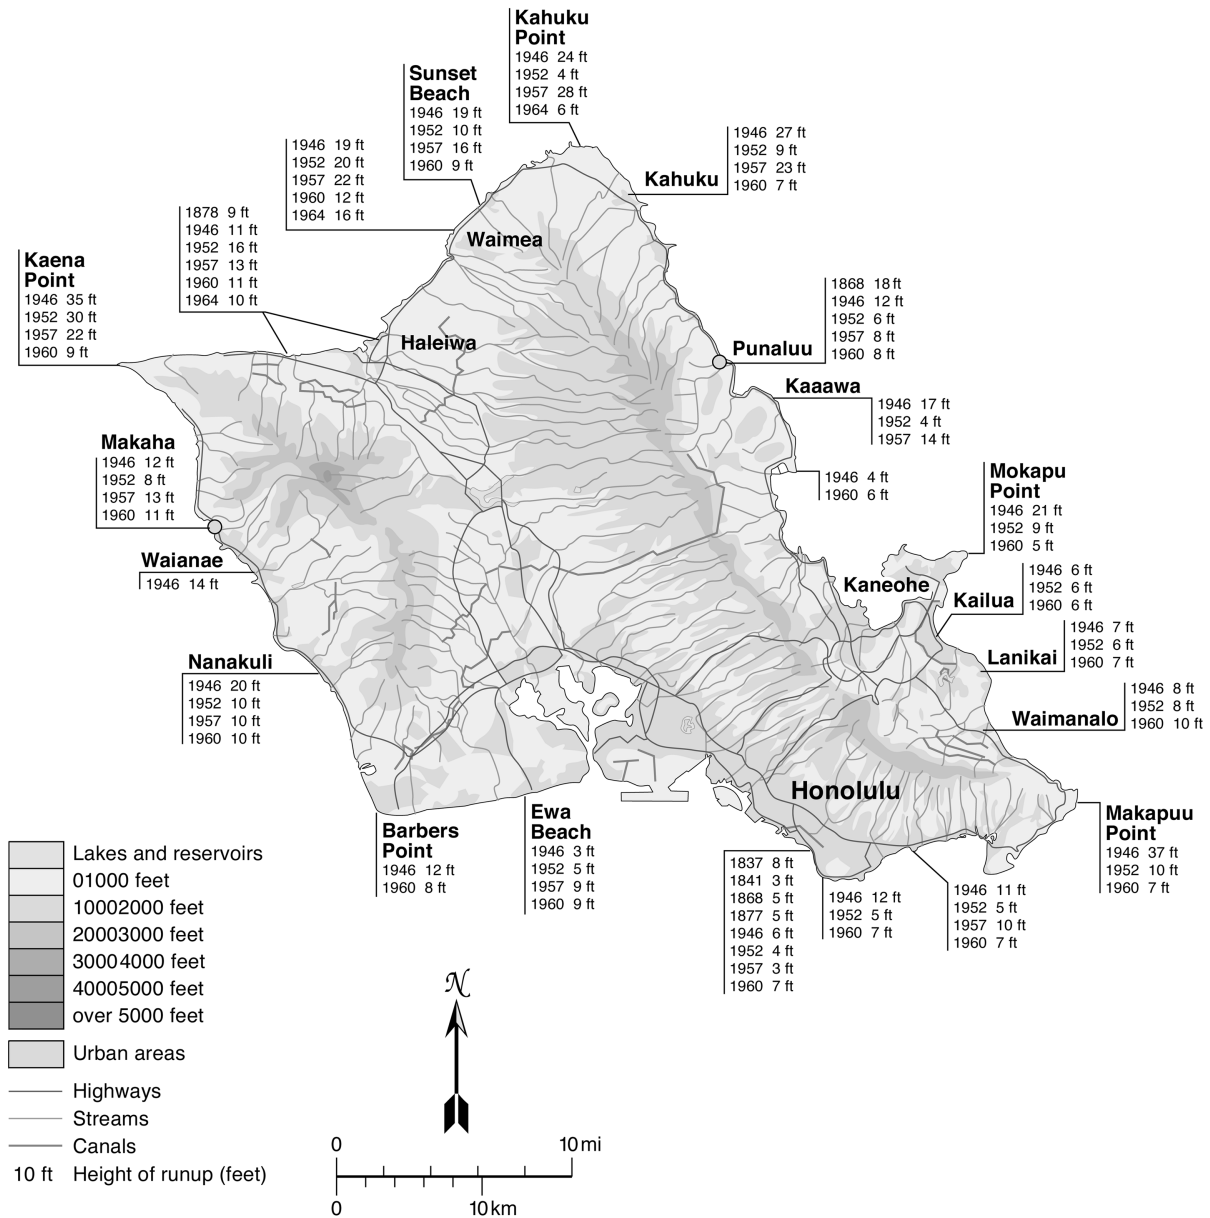 Kahuku
Point
1946 24 ft
1952 4 ft
1957 28 ft
1964 6 ft
Sunset
Beach
1946 19 ft
1952 10 ft
1957 16 ft
1960 9 ft
1946 27 ft
1952 9 ft
1957 23 ft
1960 7 ft
Kahuku
1946 19 ft
1952 20 ft
1957 22 ft
1960 12 ft
1964 16 ft
Waimea
1878 9 ft
1946 11 ft
1952 16 ft
1957 13 ft
1960 11 ft
1964 10 ft
Kaena
Point
1946 35 ft
1952 30 ft
1957 22 ft
1960 9 ft
Haleiwa
1868 18 ft
1946 12 ft
1952 6 ft
1957 8 ft
1960 8 ft
Punaluu
Kaaawa
1946 17 ft
1952 4 ft
1957 14 ft
Makaha
1946 12 ft
1952 8 ft
1957 13 ft
1960 11 ft
1946 4 ft
1960 6 ft
Mokapu
Point
1946 21 ft
1952 9 ft
1960 5 ft
Waianae
1946 14 ft
Kaneohe
1946 6 ft
1952 6 ft
1960 6 ft
Kailua
1946 7 ft
1952 6 ft
1960 7 ft
Lanikai
Nanakuli
1946 20 ft
1952 10 ft
1957 10 ft
1960 10 ft
1946 8 ft
1952 8 ft
1960 10 ft
Waimanalo
Honolulu
Makapuu
Point
1946 37 ft
1952 10 ft
1960 7 ft
Barbers
Point
1946 12 ft
1960 8 ft
Ewa
Beach
1946 3 ft
1952 5 ft
1957 9 ft
1960 9 ft
1837 8 ft
1841 3 ft
1868 5 ft
1877 5 ft
1946 6 ft
1952 4 ft
1957 3 ft
1960 7 ft
1946 12 ft
1952 5 ft
1960 7 ft
1946 11 ft
1952 5 ft
1957 10 ft
1960 7 ft
Lakes and reservoirs
01000 feet
10002000 feet
20003000 feet
30004000 feet
40005000 feet
over 5000 feet
Urban areas
Highways
Streams
Canals
10 ft Height of runup (feet)
N
0 10 mi
0 10 km